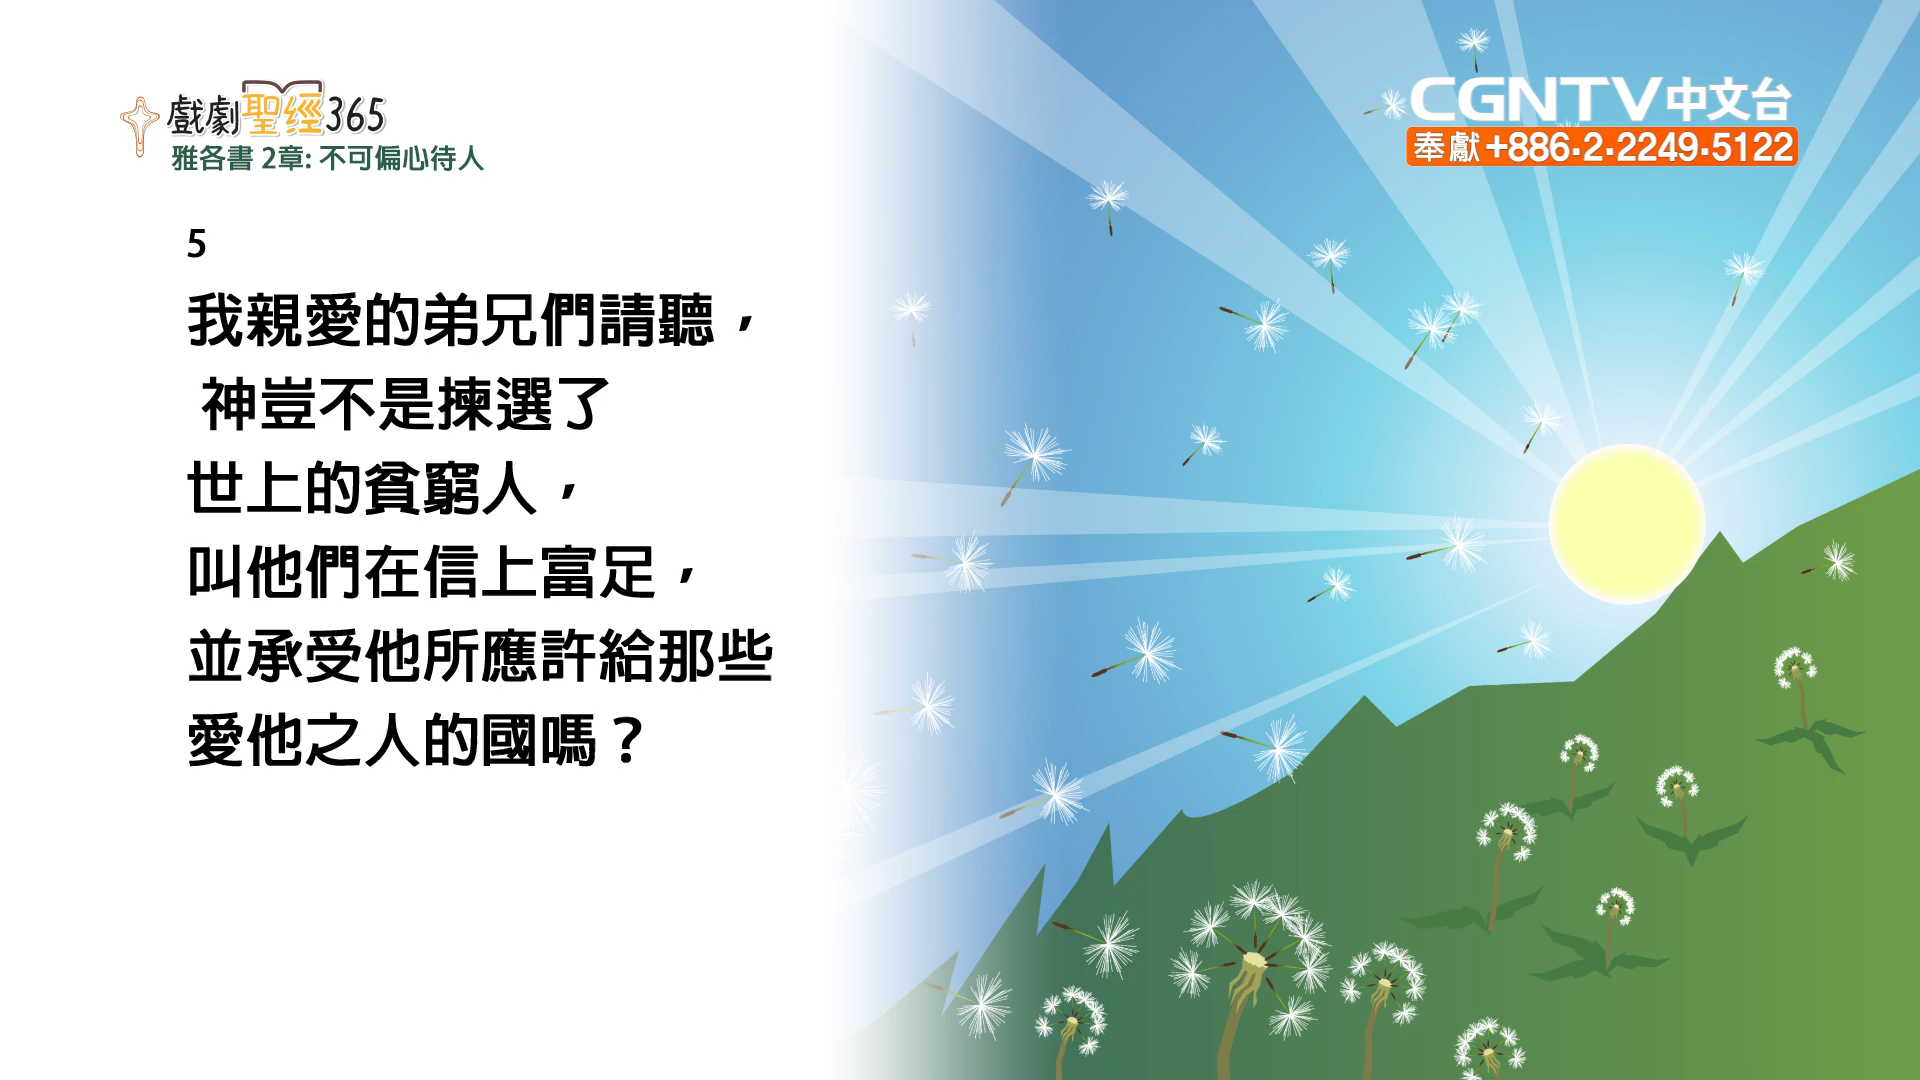 戲劇聖經365
雅各書 2章: 不可偏心待人
CGNTV中文台
奉獻 +886·2·2249·5122
5
我親愛的弟兄們請聽，
神豈不是揀選了
世上的貧窮人，
叫他們在信上富足，
並承受他所應許給那些
愛他之人的國嗎？